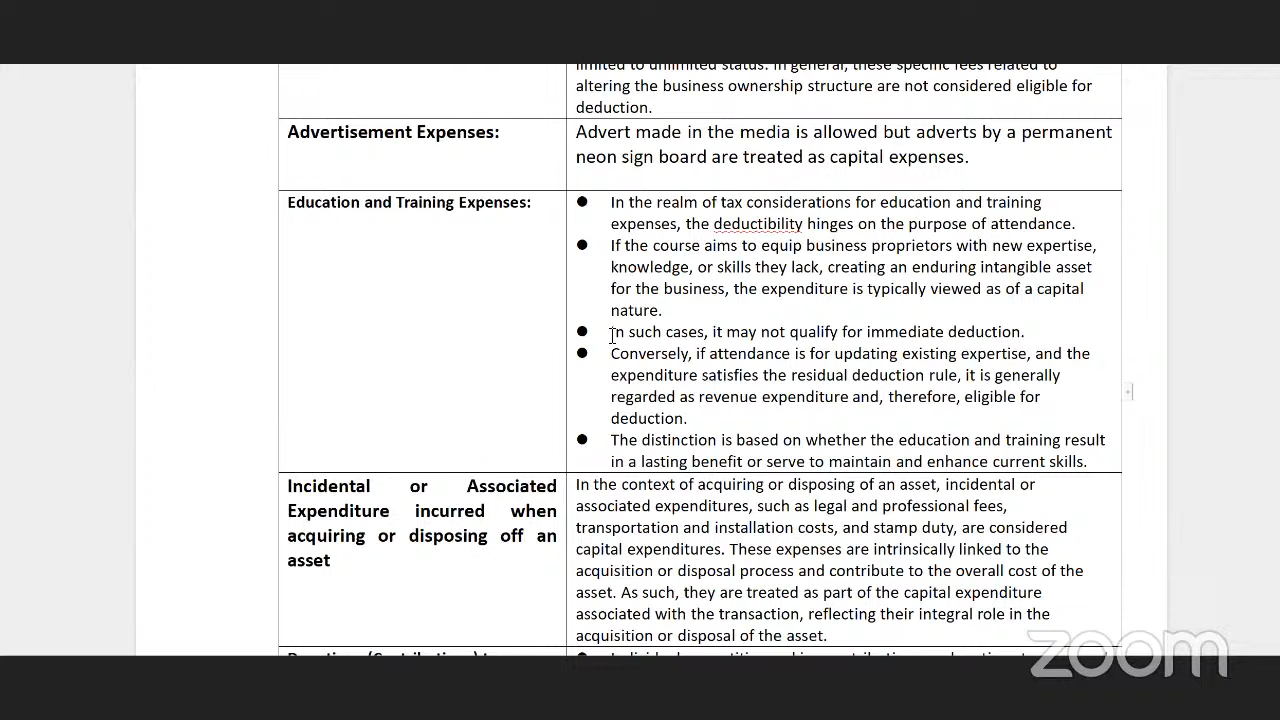 limited to unlimited status. In general, these specific fees related to
altering the business ownership structure are not considered eligible for
deduction.
Advertisement Expenses:
Advert made in the media is allowed but adverts by a permanent
neon sign board are treated as capital expenses.
Education and Training Expenses:
● In the realm of tax considerations for education and training
expenses, the deductibility hinges on the purpose of attendance.
● If the course aims to equip business proprietors with new expertise,
knowledge, or skills they lack, creating an enduring intangible asset
for the business, the expenditure is typically viewed as of a capital
nature.
● In such cases, it may not qualify for immediate deduction.
● Conversely, if attendance is for updating existing expertise, and the
expenditure satisfies the residual deduction rule, it is generally
regarded as revenue expenditure and, therefore, eligible for
deduction.
● The distinction is based on whether the education and training result
in a lasting benefit or serve to maintain and enhance current skills.
Incidental or Associated
Expenditure incurred when
acquiring or disposing off an
asset
In the context of acquiring or disposing of an asset, incidental or
associated expenditures, such as legal and professional fees,
transportation and installation costs, and stamp duty, are considered
capital expenditures. These expenses are intrinsically linked to the
acquisition or disposal process and contribute to the overall cost of the
asset. As such, they are treated as part of the capital expenditure
associated with the transaction, reflecting their integral role in the
acquisition or disposal of the asset.
zoom